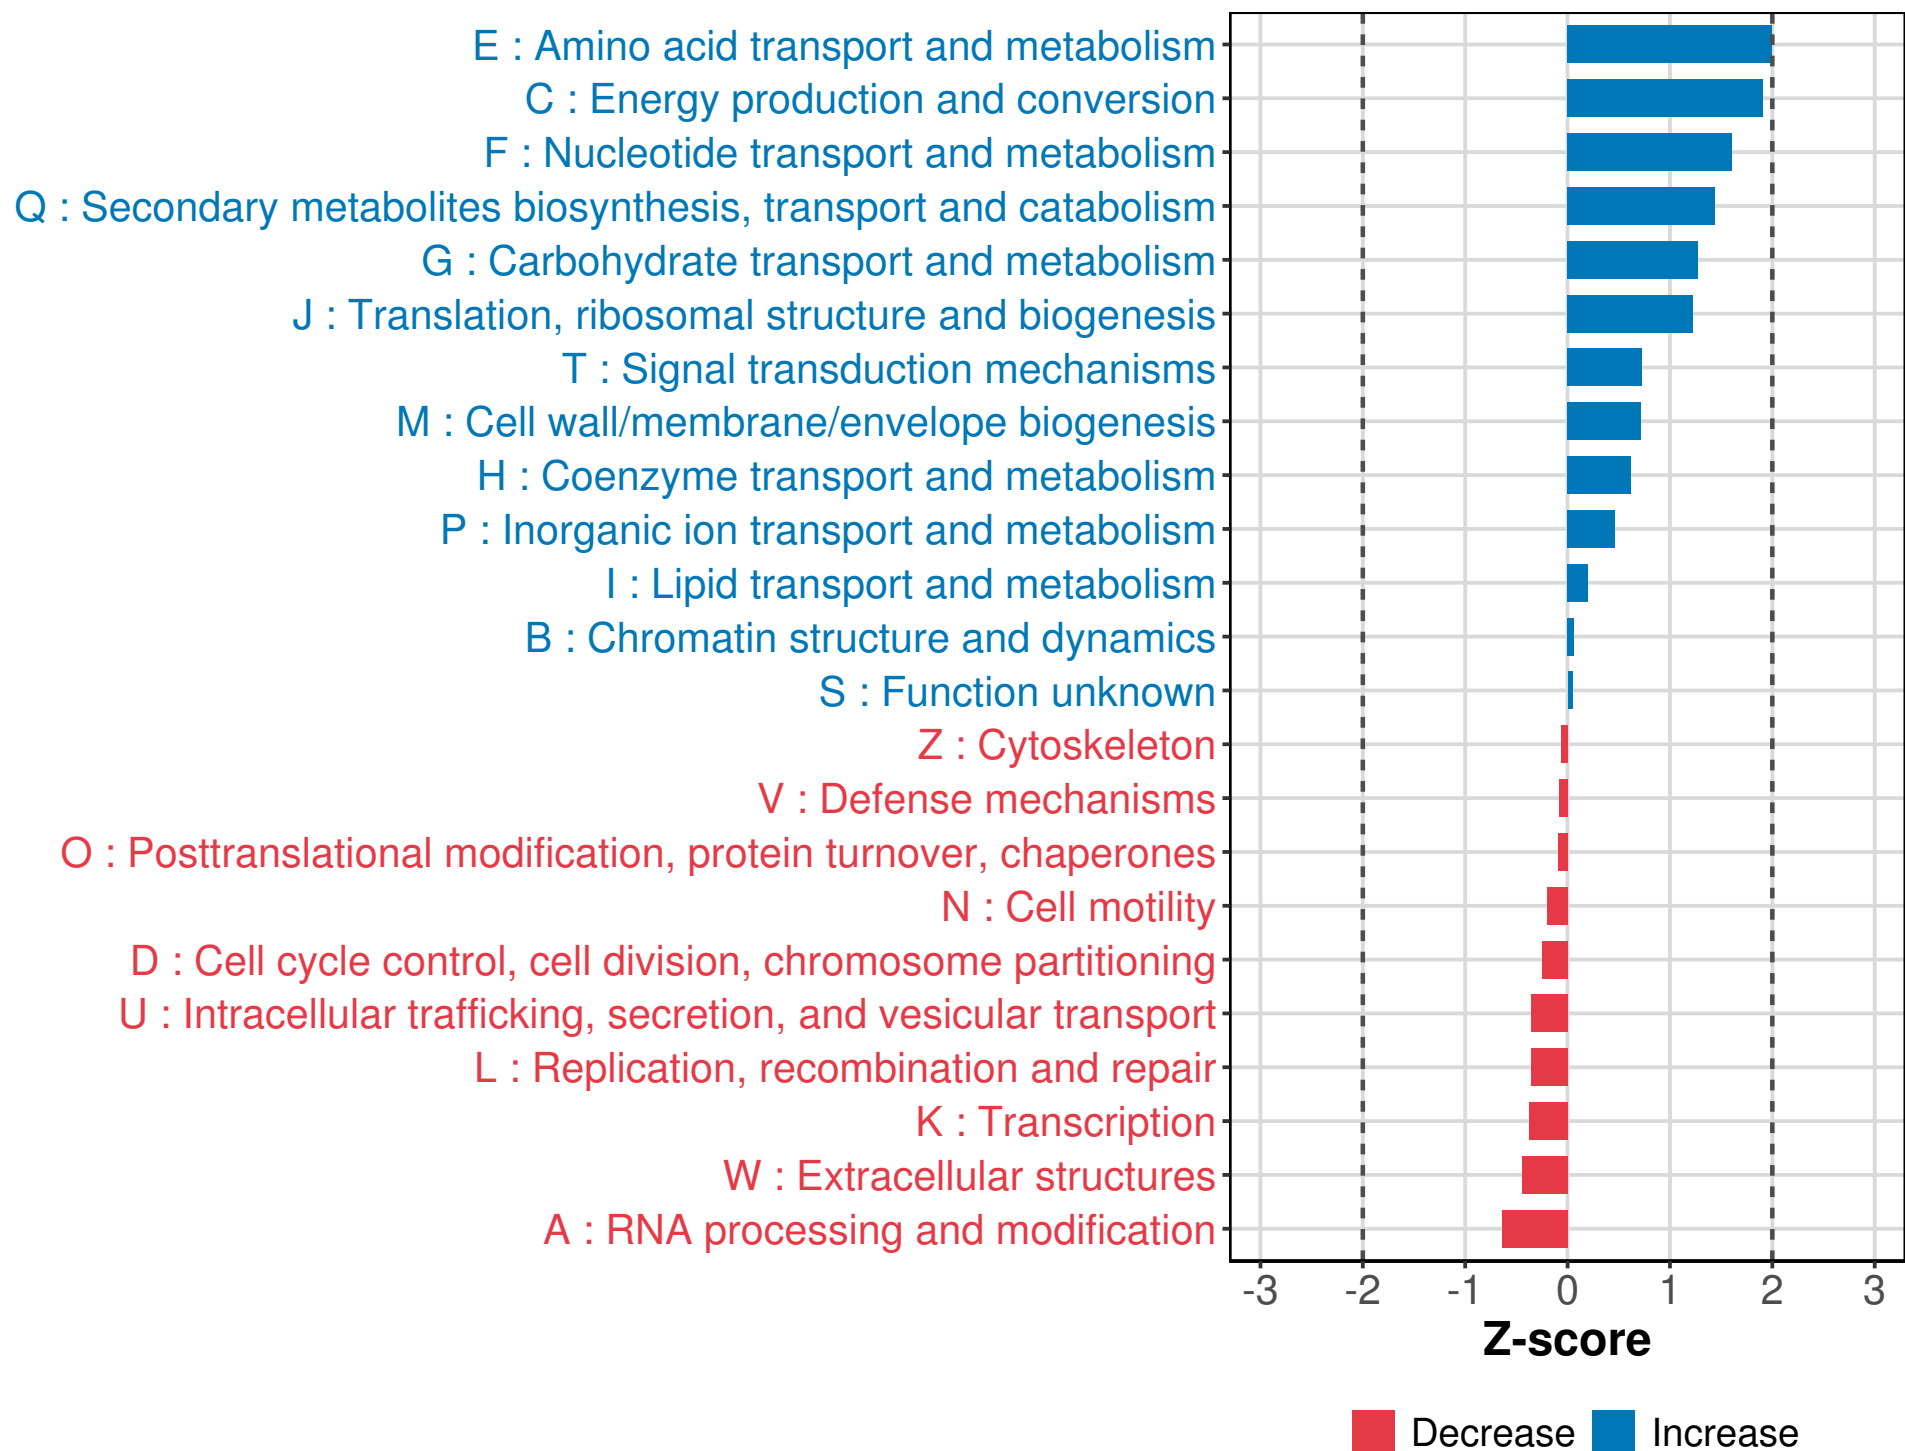 E : Amino acid transport and metabolism
C : Energy production and conversion
F : Nucleotide transport and metabolism
Q : Secondary metabolites biosynthesis, transport and catabolism
G : Carbohydrate transport and metabolism
J : Translation, ribosomal structure and biogenesis
T : Signal transduction mechanisms
M : Cell wall/membrane/envelope biogenesis
H : Coenzyme transport and metabolism
P : Inorganic ion transport and metabolism
I : Lipid transport and metabolism
B : Chromatin structure and dynamics
S : Function unknown
Z : Cytoskeleton
V : Defense mechanisms
O : Posttranslational modification, protein turnover, chaperones
N : Cell motility
D : Cell cycle control, cell division, chromosome partitioning
U : Intracellular trafficking, secretion, and vesicular transport
L : Replication, recombination and repair
K : Transcription
W : Extracellular structures
A : RNA processing and modification
-3 -2 -1 0 1 2 3
Z-score
Decrease Increase